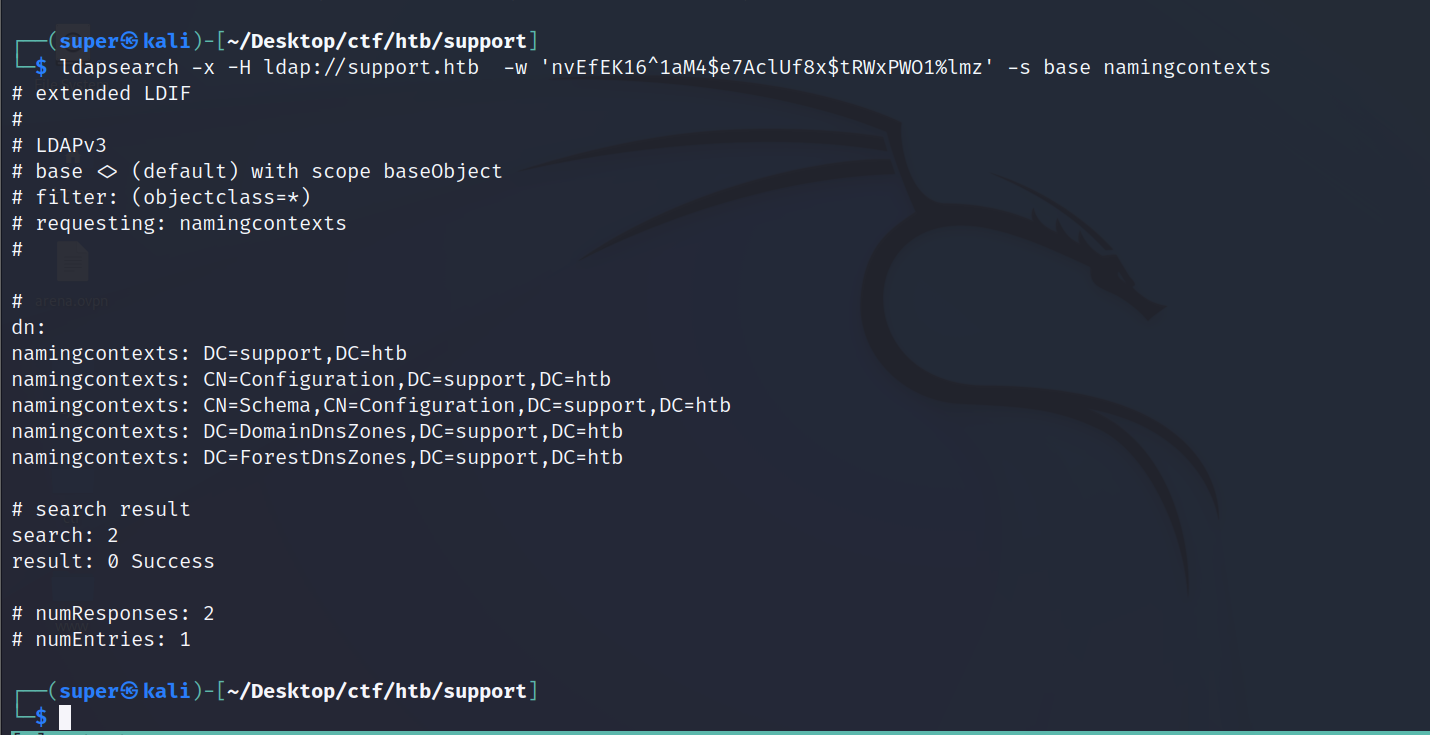 ┌──(super㉿kali)-[~/Desktop/ctf/htb/support]
└─$ ldapsearch -x -H ldap://support.htb  -w 'nvEfEK16^1aM4$e7AclUf8x$tRWxPWO1%lmz' -s base namingcontexts
# extended LDIF
#
# LDAPv3
# base <> (default) with scope baseObject
# filter: (objectclass=*)
# requesting: namingcontexts
#
#
arena.ovpn
dn:
namingcontexts: DC=support,DC=htb
namingcontexts: CN=Configuration,DC=support,DC=htb
namingcontexts: CN=Schema,CN=Configuration,DC=support,DC=htb
namingcontexts: DC=DomainDnsZones,DC=support,DC=htb
namingcontexts: DC=ForestDnsZones,DC=support,DC=htb
# search result
search: 2
result: 0 Success
# numResponses: 2
# numEntries: 1
┌──(super㉿kali)-[~/Desktop/ctf/htb/support]
└─$